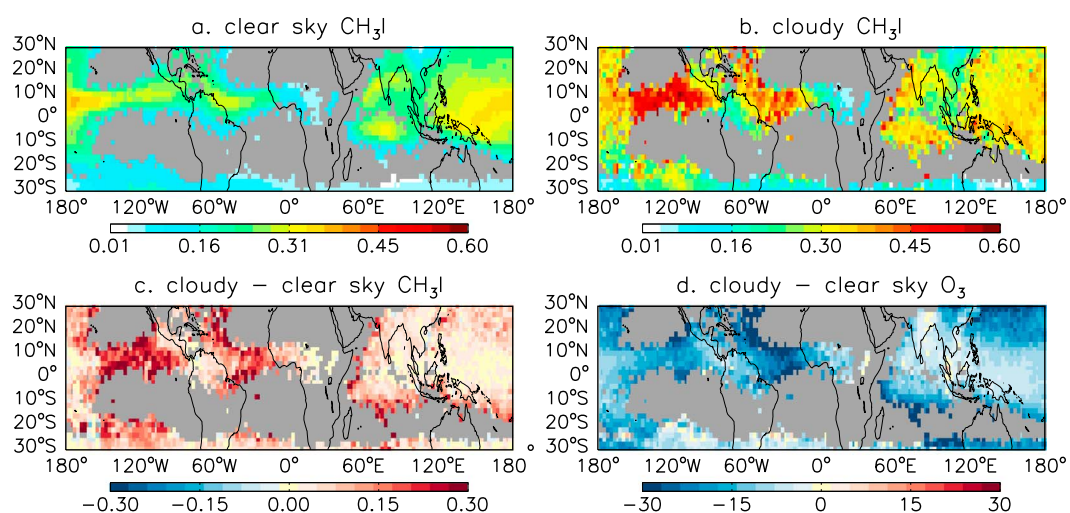 a. clear sky CH₃I
30°N
20°N
10°N
0°
10°S
20°S
30°S
180° 120°W 60°W 0° 60°E 120°E 180°
0.01 0.16 0.31 0.45 0.60
b. cloudy CH₃I
30°N
20°N
10°N
0°
10°S
20°S
30°S
180° 120°W 60°W 0° 60°E 120°E 180°
0.01 0.16 0.30 0.45 0.60
c. cloudy − clear sky CH₃I
30°N
20°N
10°N
0°
10°S
20°S
30°S
180° 120°W 60°W 0° 60°E 120°E 180°
−0.30 −0.15 0.00 0.15 0.30
d. cloudy − clear sky O₃
30°N
20°N
10°N
0°
10°S
20°S
30°S
180° 120°W 60°W 0° 60°E 120°E 180°
−30 −15 0 15 30